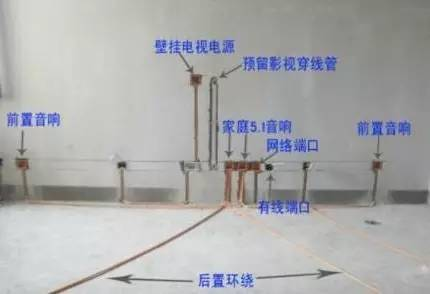 壁挂电视电源
预留影视穿线管
前置音响
家庭5.1音响
前置音响
网络端口
有线端口
后置环绕